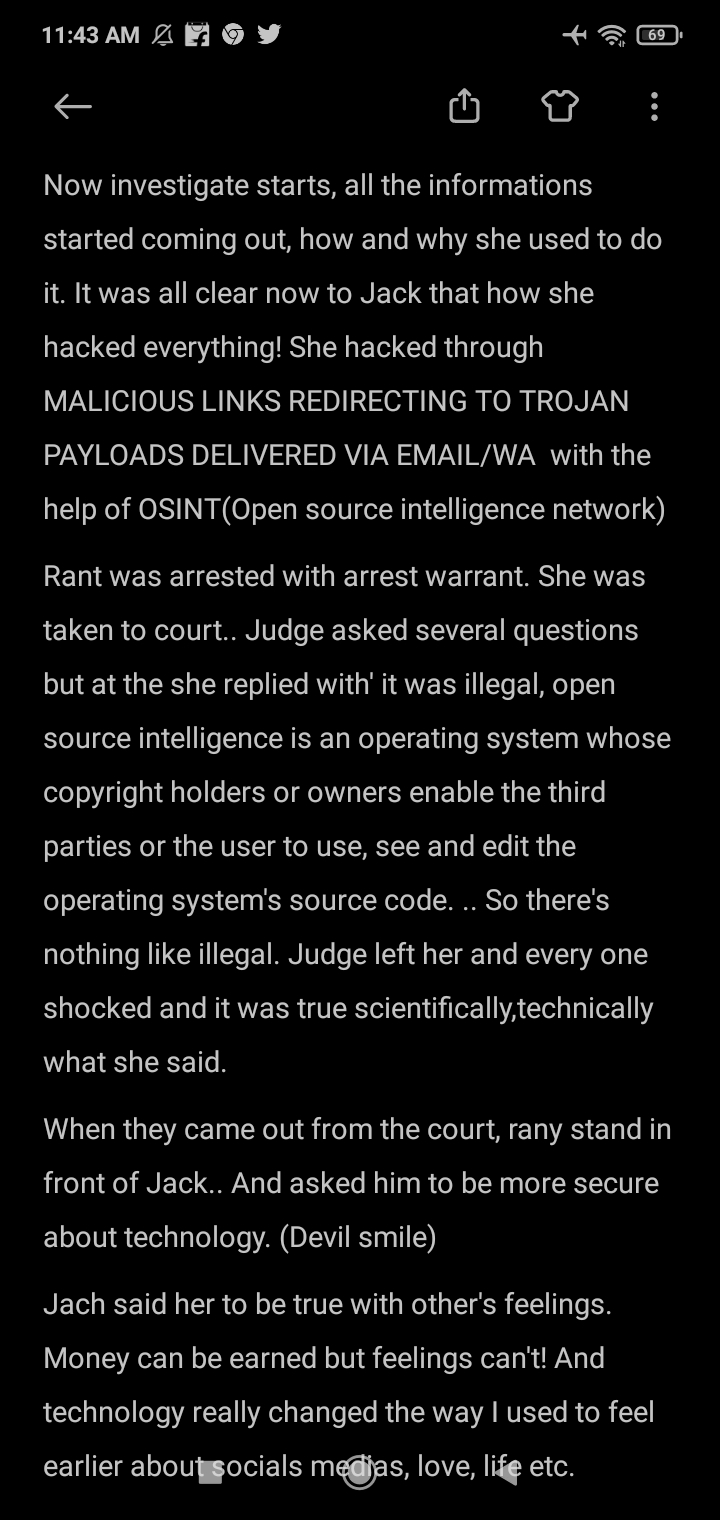 11:43 AM
69
Now investigate starts, all the informations
started coming out, how and why she used to do
it. It was all clear now to Jack that how she
hacked everything! She hacked through
MALICIOUS LINKS REDIRECTING TO TROJAN
PAYLOADS DELIVERED VIA EMAIL/WA  with the
help of OSINT(Open source intelligence network)
Rant was arrested with arrest warrant. She was
taken to court.. Judge asked several questions
but at the she replied with' it was illegal, open
source intelligence is an operating system whose
copyright holders or owners enable the third
parties or the user to use, see and edit the
operating system's source code. .. So there's
nothing like illegal. Judge left her and every one
shocked and it was true scientifically,technically
what she said.
When they came out from the court, rany stand in
front of Jack.. And asked him to be more secure
about technology. (Devil smile)
Jach said her to be true with other's feelings.
Money can be earned but feelings can't! And
technology really changed the way I used to feel
earlier about socials medias, love, life etc.